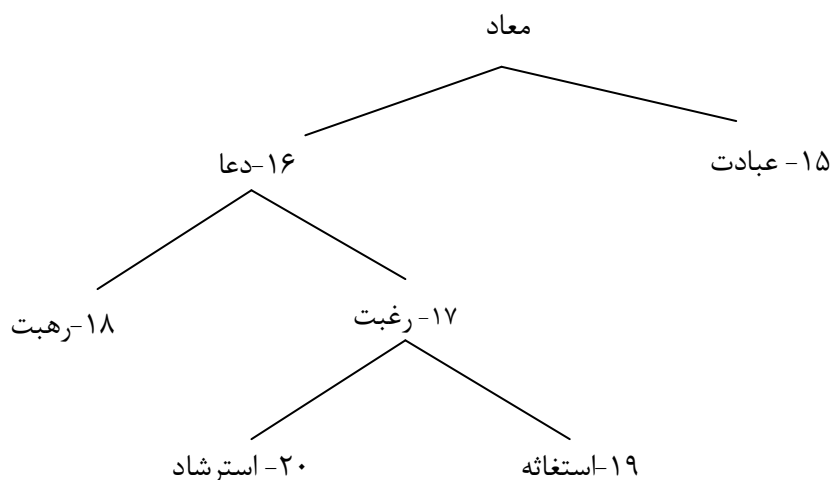 معاد
۱۵- عبادت
۱۶-دعا
۱۷- رغبت
۱۸-رهبت
۱۹-استغاثه
۲۰- استرشاد